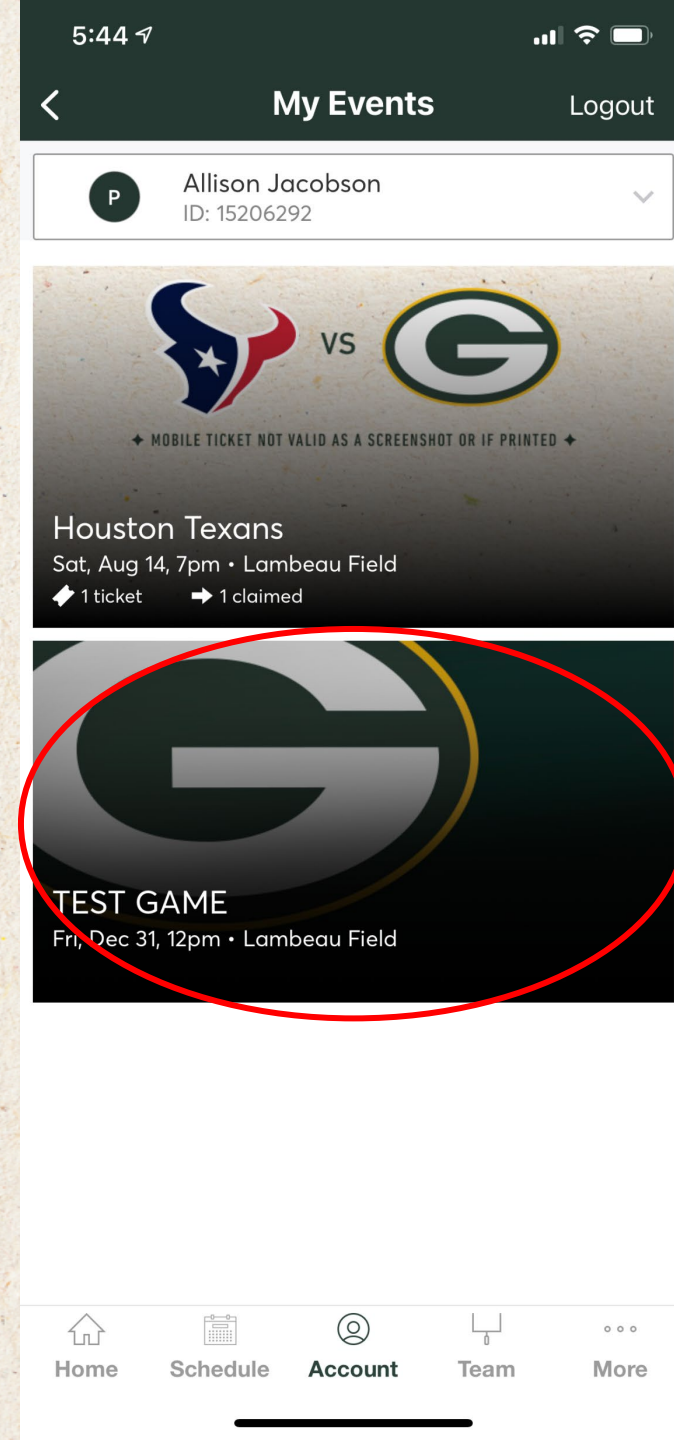 5:44
My Events
Logout
P
Allison Jacobson
ID: 15206292
VS
G
✦ MOBILE TICKET NOT VALID AS A SCREENSHOT OR IF PRINTED ✦
Houston Texans
Sat, Aug 14, 7pm • Lambeau Field
1 ticket
1 claimed
G
TEST GAME
Fri, Dec 31, 12pm • Lambeau Field
Home
Schedule
Account
Team
More